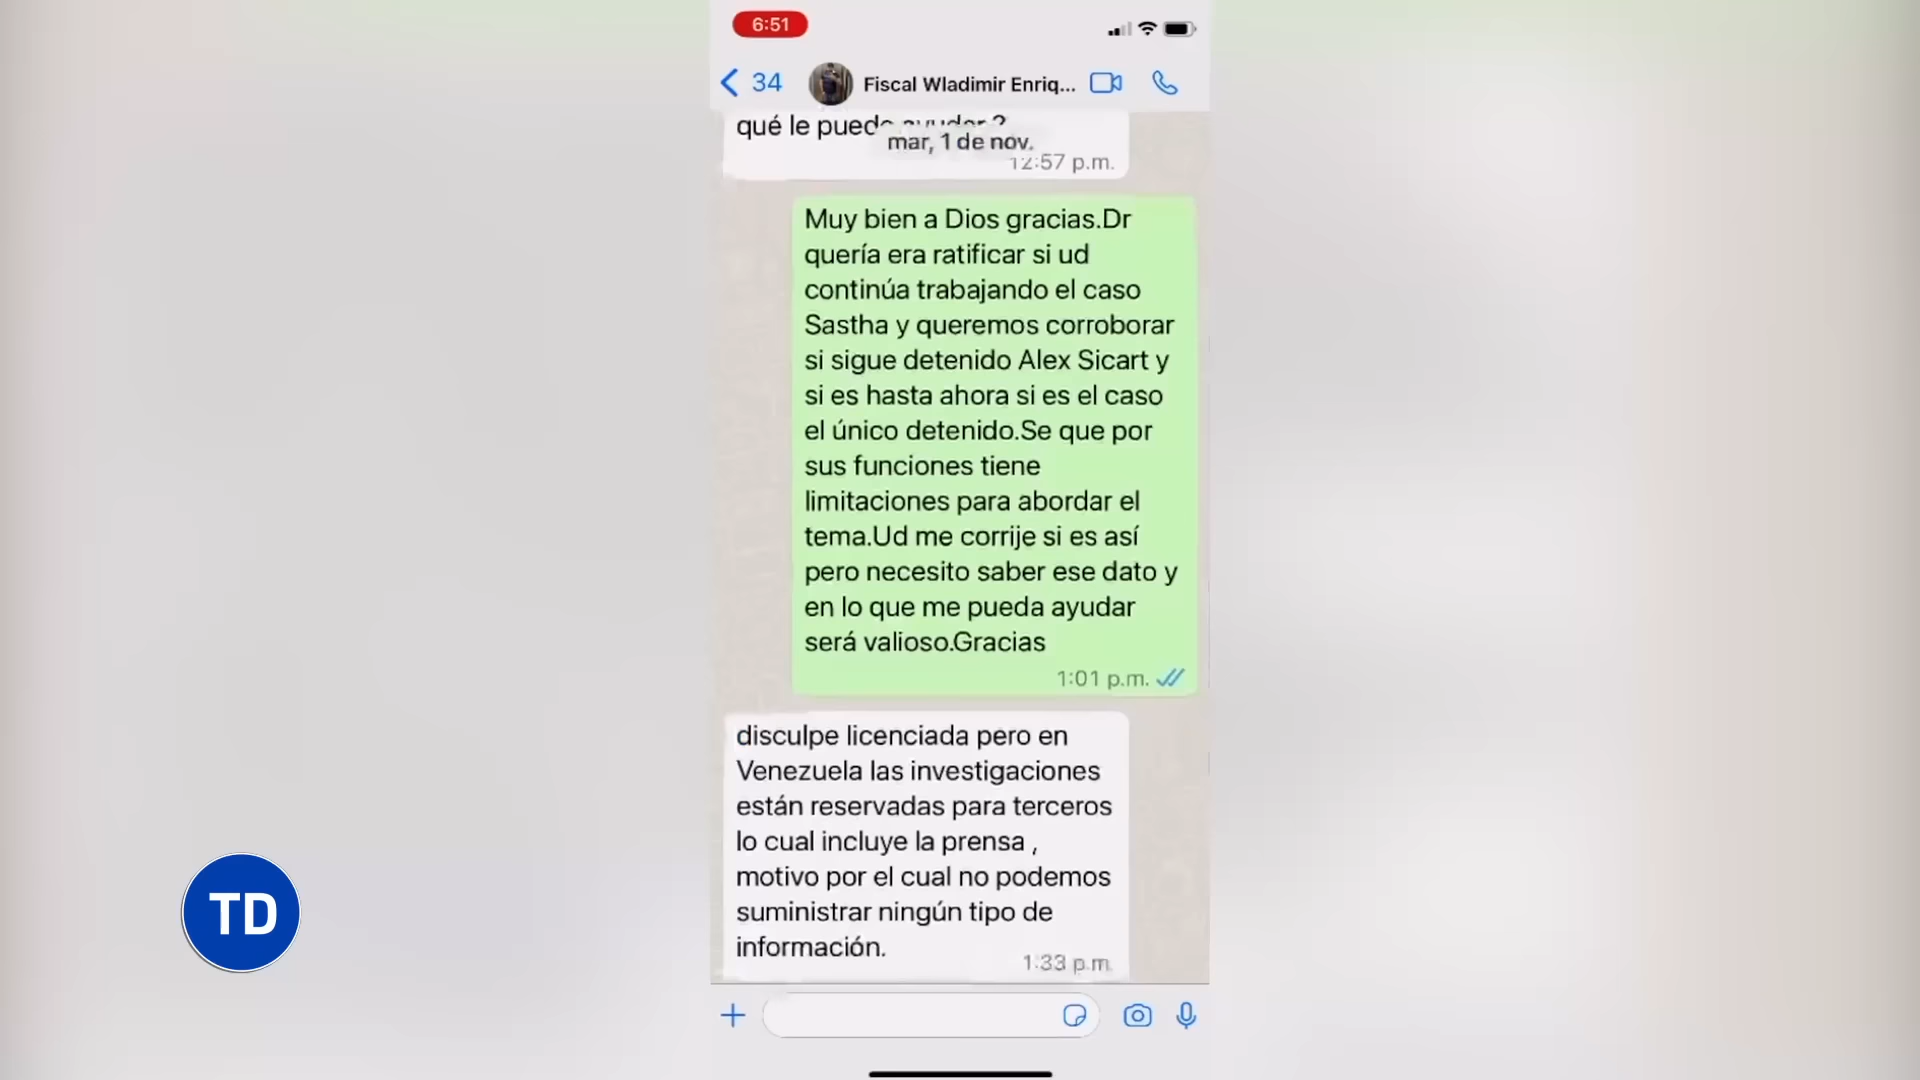 6:51
34
Fiscal Wladimir Enriq...
qué le puedo ayudar ?
mar, 1 de nov.
12:57 p.m.
Muy bien a Dios gracias.Dr
quería era ratificar si ud
continúa trabajando el caso
Sastha y queremos corroborar
si sigue detenido Alex Sicart y
si es hasta ahora si es el caso
el único detenido.Se que por
sus funciones tiene
limitaciones para abordar el
tema.Ud me corrije si es así
pero necesito saber ese dato y
en lo que me pueda ayudar
será valioso.Gracias
1:01 p.m.
disculpe licenciada pero en
Venezuela las investigaciones
están reservadas para terceros
lo cual incluye la prensa ,
motivo por el cual no podemos
suministrar ningún tipo de
información.
1:33 p.m.
TD